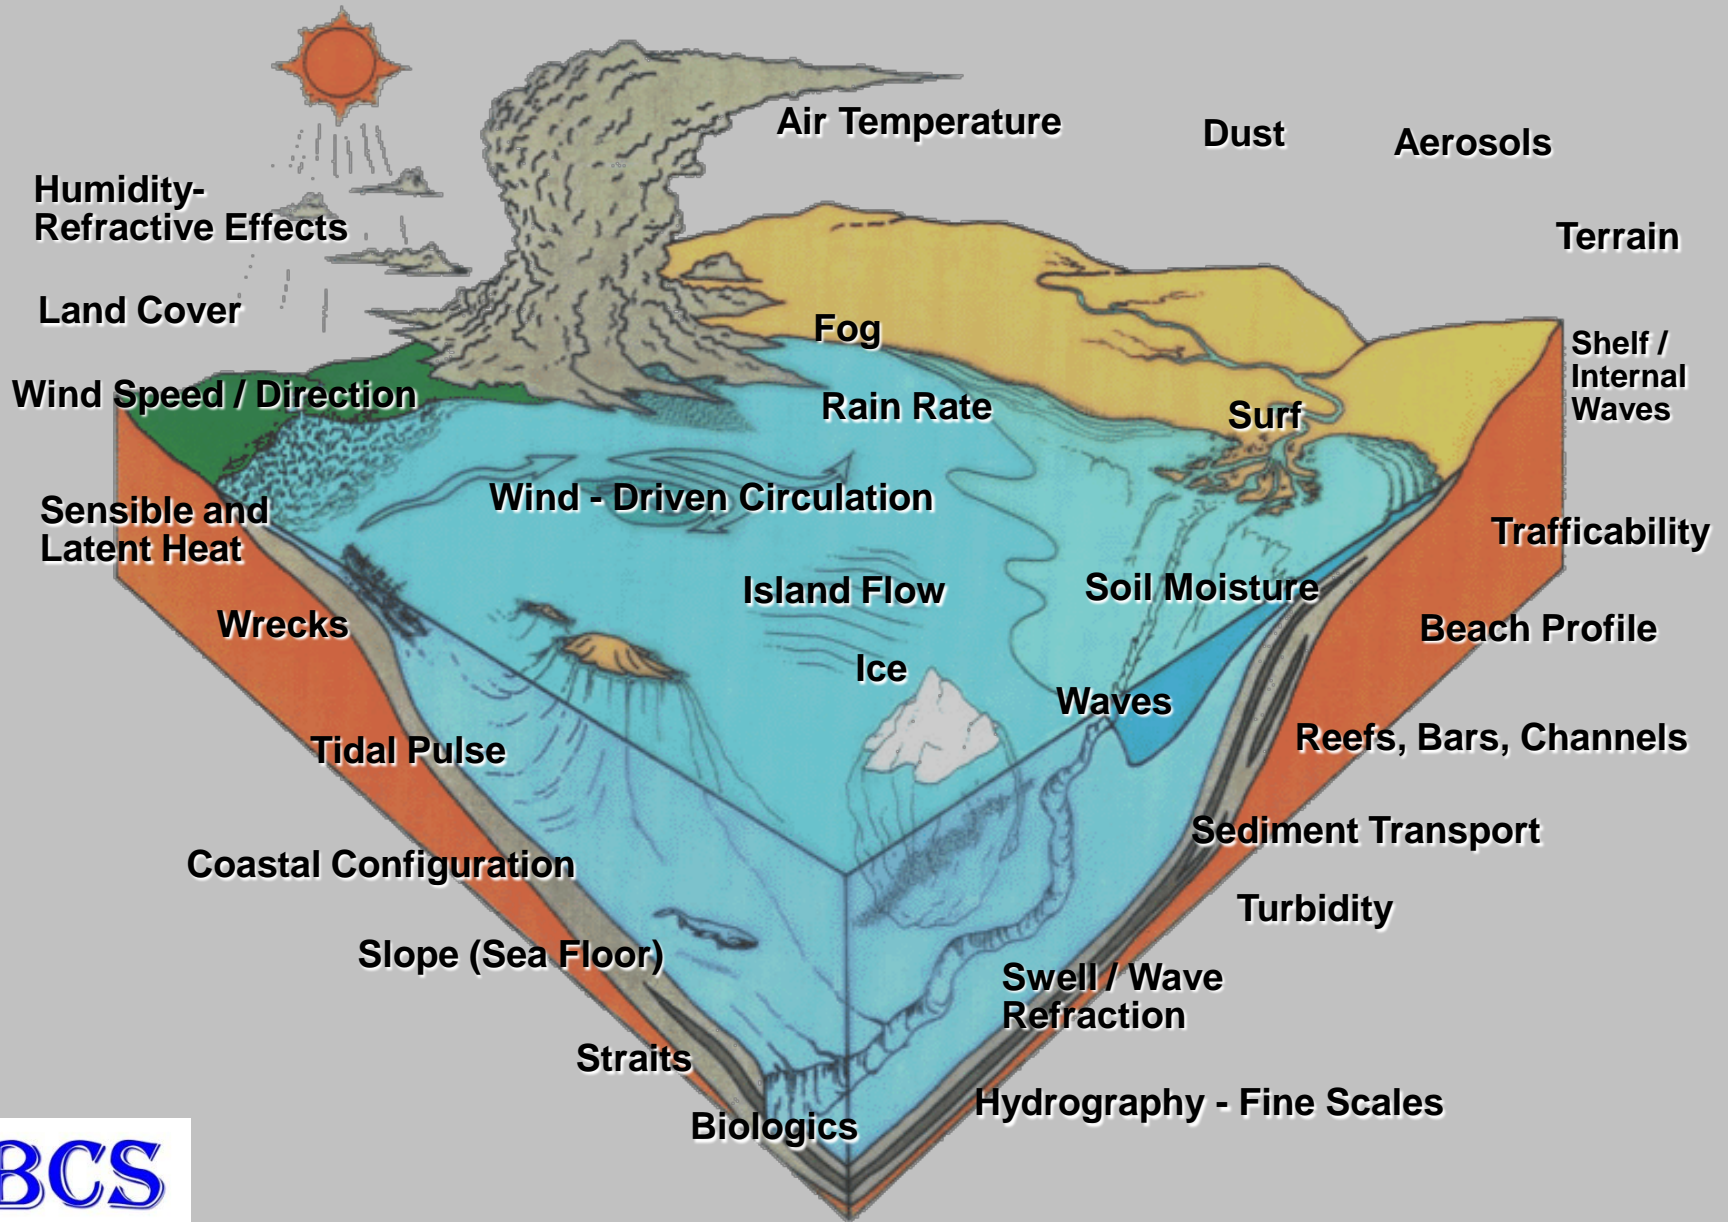 Air Temperature
Dust
Aerosols
Humidity-
Refractive Effects
Terrain
Land Cover
Fog
Shelf /
Internal
Waves
Wind Speed / Direction
Rain Rate
Surf
Wind - Driven Circulation
Sensible and
Latent Heat
Trafficability
Island Flow
Soil Moisture
Wrecks
Beach Profile
Ice
Waves
Tidal Pulse
Reefs, Bars, Channels
Sediment Transport
Coastal Configuration
Turbidity
Slope (Sea Floor)
Swell / Wave
Refraction
Straits
Hydrography - Fine Scales
Biologics
BCS